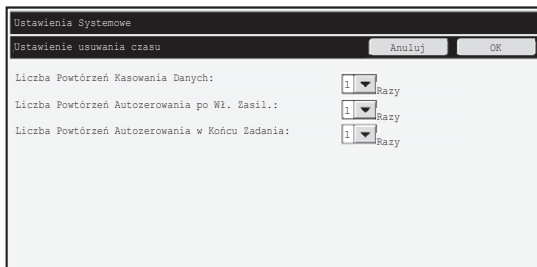 Ustawienia Systemowe
Ustawienie usuwania czasu Anuluj OK
Liczba Powtórzeń Kasowania Danych: 1 Razy
Liczba Powtórzeń Autozerowania po Wł. Zasil.: 1 Razy
Liczba Powtórzeń Autozerowania w Końcu Zadania: 1 Razy